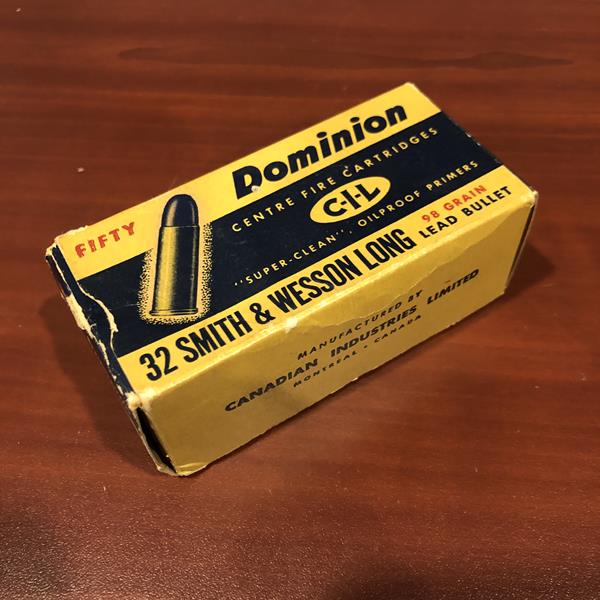 FIFTY
Dominion
CENTRE FIRE CARTRIDGES
C-I-L
"SUPER-CLEAN", OILPROOF PRIMERS
32 SMITH & WESSON LONG
98 GRAIN
LEAD BULLET
MANUFACTURED BY
CANADIAN INDUSTRIES LIMITED
MONTREAL • CANADA